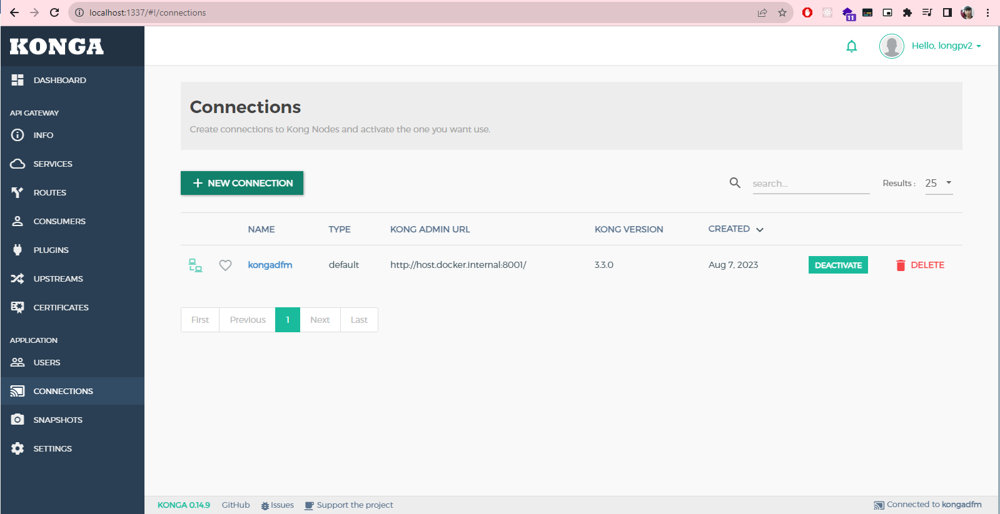 localhost:1337/#!/connections
11
KONGA
Hello, longpv2
DASHBOARD
API GATEWAY
INFO
SERVICES
ROUTES
CONSUMERS
PLUGINS
UPSTREAMS
CERTIFICATES
APPLICATION
USERS
CONNECTIONS
SNAPSHOTS
SETTINGS
Connections
Create connections to Kong Nodes and activate the one you want use.
NEW CONNECTION
search...
Results :
25
NAME TYPE KONG ADMIN URL KONG VERSION CREATED
kongadfm default http://host.docker.internal:8001/ 3.3.0 Aug 7, 2023 DEACTIVATE DELETE
First Previous 1 Next Last
KONGA 0.14.9 GitHub Issues Support the project Connected to kongadfm